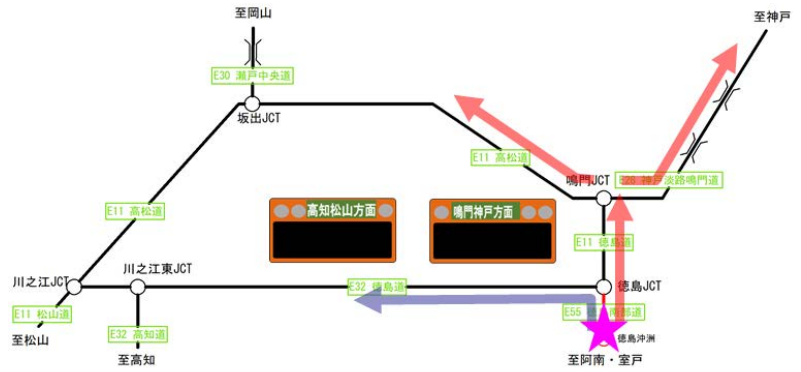 至岡山
至神戸
E30 瀬戸中央道
坂出JCT
E11 高松道
鳴門JCT
E28 神戸淡路鳴門道
E11 高松道
高知松山方面
鳴門神戸方面
E11 徳島道
川之江JCT
川之江東JCT
E32 徳島道
徳島JCT
E11 松山道
E32 高知道
E55 徳島南部道
徳島沖洲
至松山
至高知
至阿南・室戸